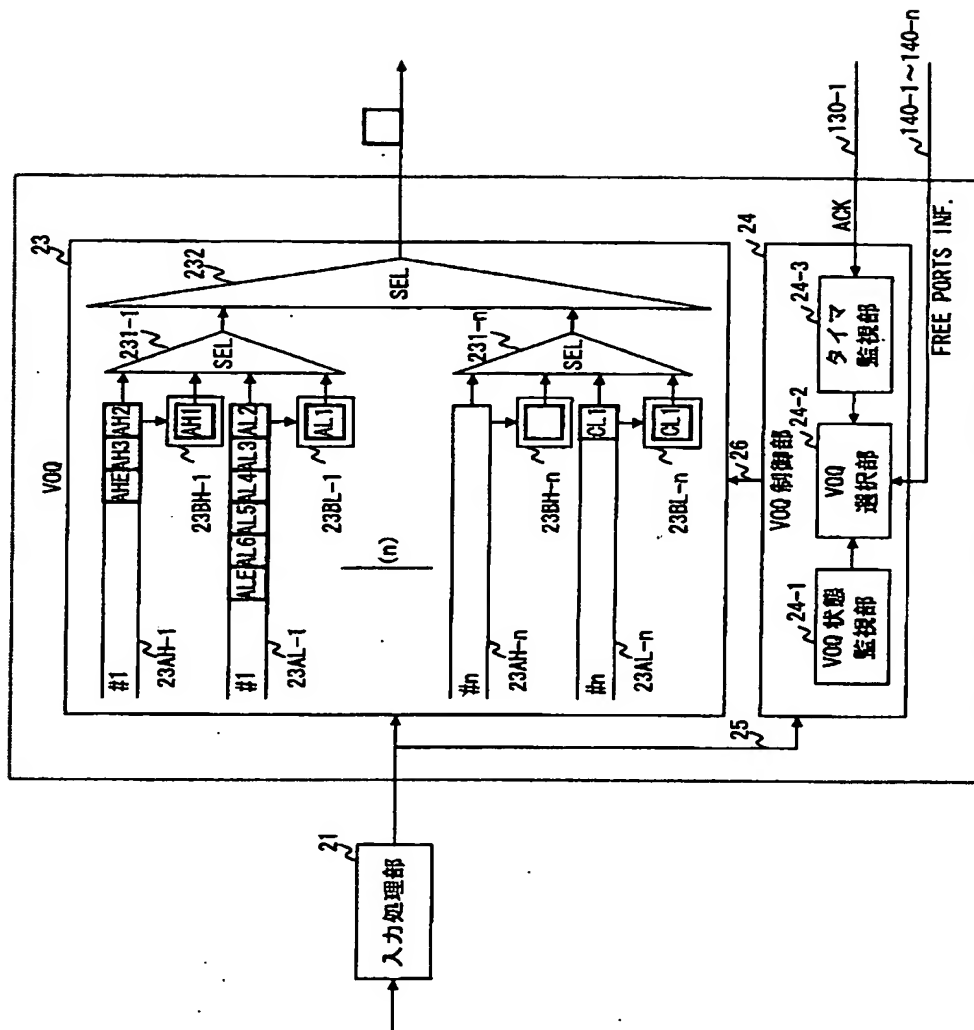 VOQ
23
232
SEL
231-1
SEL
#1
AHE
AH3
AH2
23AH-1
AH1
23BH-1
#1
ALE
AL6
AL5
AL4
AL3
AL2
23AL-1
AL1
23BL-1
(n)
231-n
SEL
#n
23AH-n
23BH-n
#n
CL1
23AL-n
CL1
23BL-n
21
入力処理部
25
26
24
VOQ 制御部
24-1
VOQ 状態
監視部
24-2
VOQ
選択部
24-3
タイマ
監視部
ACK
130-1
140-1~140-n
FREE PORTS INF.